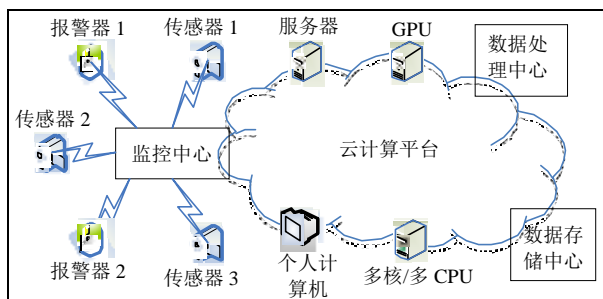 报警器 1
传感器 1
服务器
GPU
数据处
理中心
传感器 2
监控中心
云计算平台
报警器 2
传感器 3
个人计
算机
多核/多 CPU
数据存
储中心